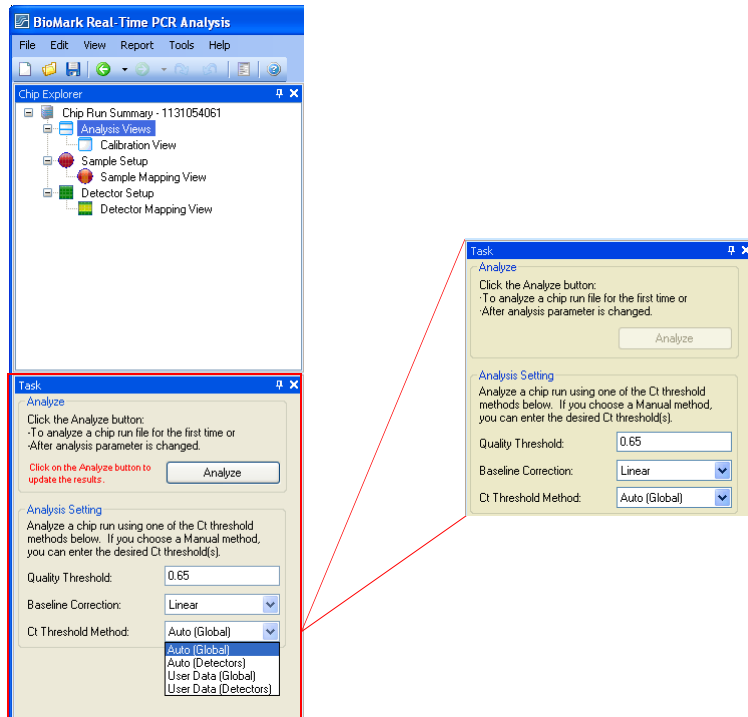 BioMark Real-Time PCR Analysis
File Edit View Report Tools Help
Chip Explorer
Chip Run Summary - 1131054061
Analysis Views
Calibration View
Sample Setup
Sample Mapping View
Detector Setup
Detector Mapping View
Task
Analyze
Click the Analyze button:
·To analyze a chip run file for the first time or
·After analysis parameter is changed.
Click on the Analyze button to
update the results.
Analyze
Analysis Setting
Analyze a chip run using one of the Ct threshold
methods below. If you choose a Manual method,
you can enter the desired Ct threshold(s).
Quality Threshold: 0.65
Baseline Correction: Linear
Ct Threshold Method: Auto (Global)
Auto (Global)
Auto (Detectors)
User Data (Global)
User Data (Detectors)
Task
Analyze
Click the Analyze button:
·To analyze a chip run file for the first time or
·After analysis parameter is changed.
Analyze
Analysis Setting
Analyze a chip run using one of the Ct threshold
methods below. If you choose a Manual method,
you can enter the desired Ct threshold(s).
Quality Threshold: 0.65
Baseline Correction: Linear
Ct Threshold Method: Auto (Global)